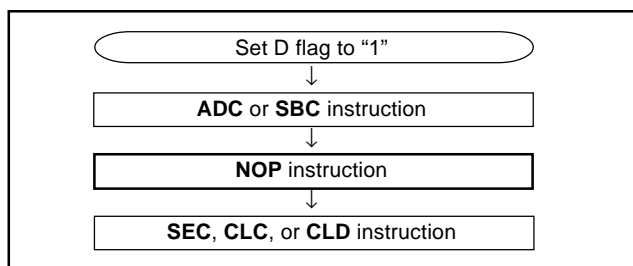 Set D flag to “1”
ADC or SBC instruction
NOP instruction
SEC, CLC, or CLD instruction